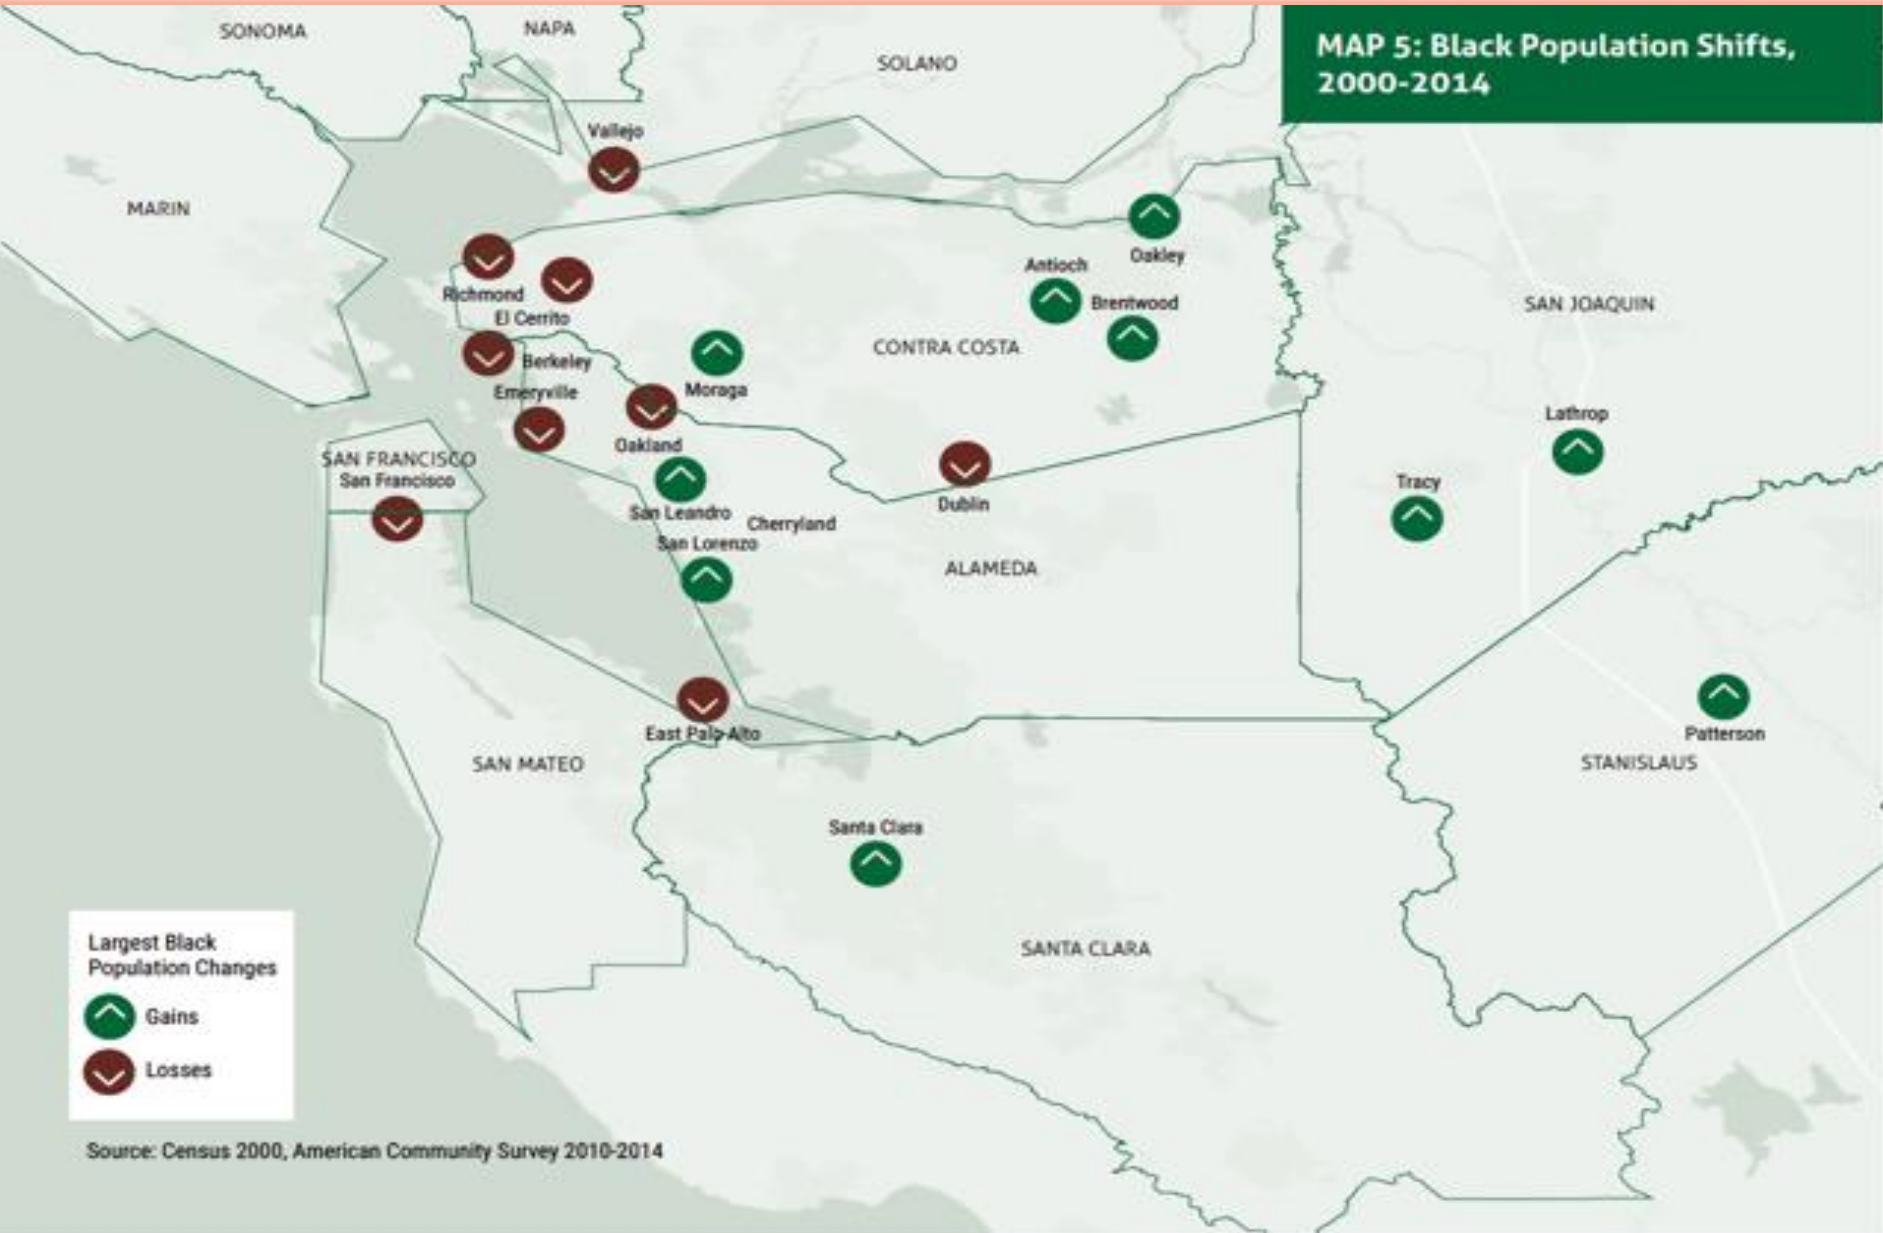 MAP 5: Black Population Shifts,
2000-2014
SONOMA
NAPA
SOLANO
Vallejo
MARIN
Oakley
Antioch
Brentwood
Richmond
El Cerrito
SAN JOAQUIN
CONTRA COSTA
Berkeley
Emeryville
Moraga
Oakland
Lathrop
SAN FRANCISCO
San Francisco
Tracy
Dublin
San Leandro
Cherryland
San Lorenzo
ALAMEDA
East Palo Alto
Patterson
STANISLAUS
SAN MATEO
Santa Clara
SANTA CLARA
Largest Black
Population Changes
Gains
Losses
Source: Census 2000, American Community Survey 2010-2014